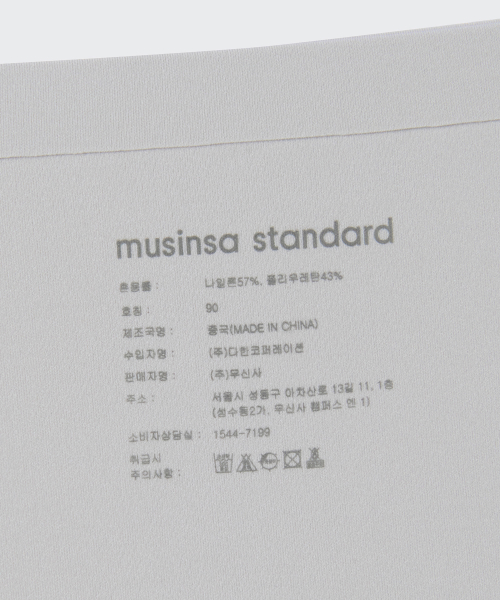 musinsa standard
혼용률 : 나일론57%, 폴리우레탄43%
호칭 : 90
제조국명 : 중국(MADE IN CHINA)
수입자명 : (주)다한코퍼레이션
판매자명 : (주)무신사
주소 : 서울시 성동구 아차산로 13길 11, 1층
(성수동2가, 무신사 캠퍼스 엔 1)
소비자상담실 : 1544-7199
취급시
주의사항 :